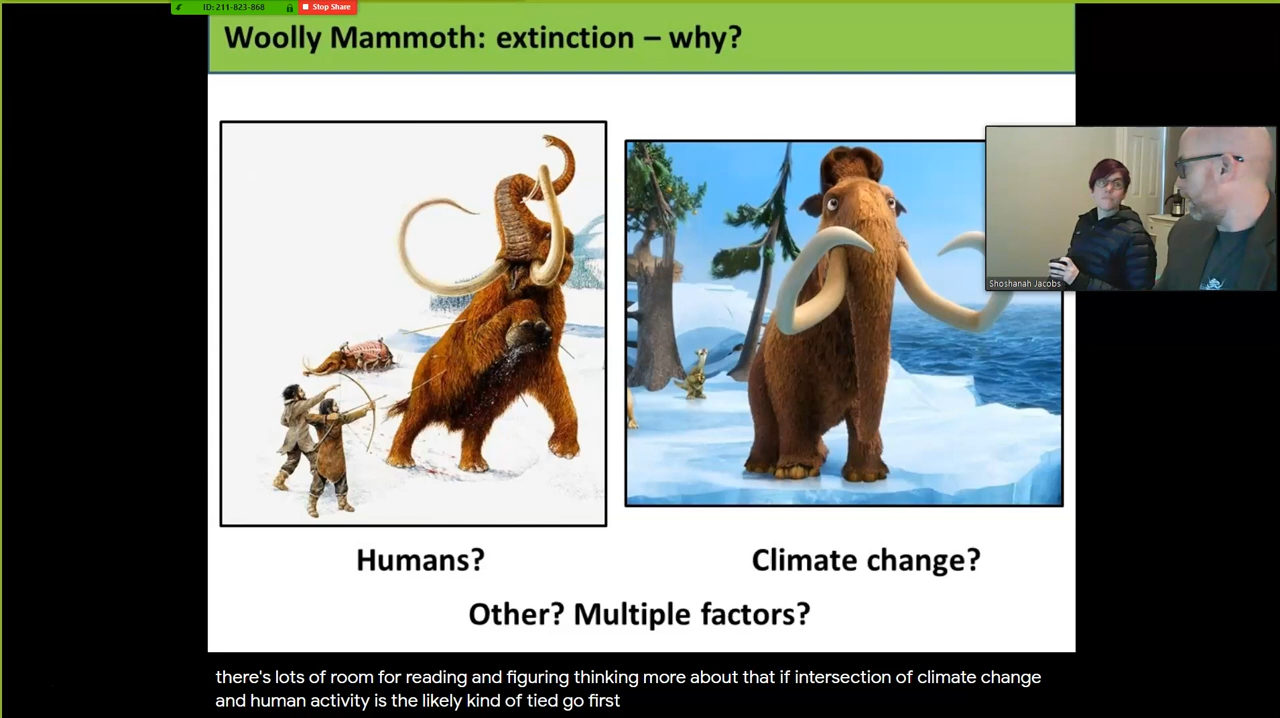 ID: 211-823-868 Stop Share
Woolly Mammoth: extinction – why?
Shoshanah Jacobs
Humans?
Climate change?
Other? Multiple factors?
there's lots of room for reading and figuring thinking more about that if intersection of climate change
and human activity is the likely kind of tied go first